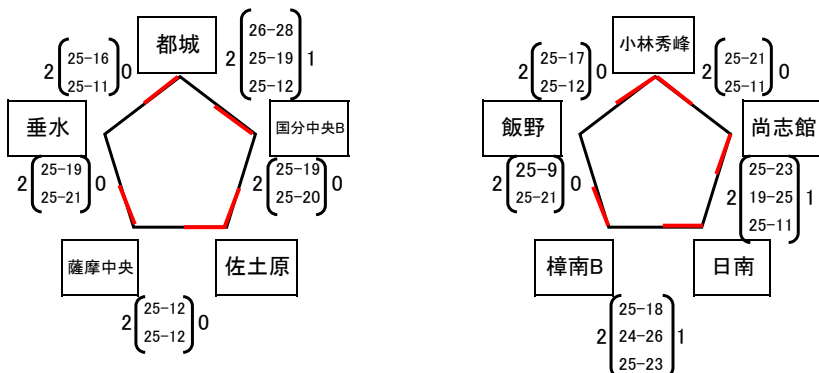 都城
2 26-28 1
25-19
25-12
2 25-16 0
25-11
垂水
国分中央B
2 25-19 0
25-21
2 25-19 0
25-20
薩摩中央
佐土原
2 25-12 0
25-12
小林秀峰
2 25-17 0
25-12
2 25-21 0
25-11
飯野
尚志館
2 25-9 0
25-21
2 25-23 1
19-25
25-11
樟南B
日南
2 25-18 1
24-26
25-23